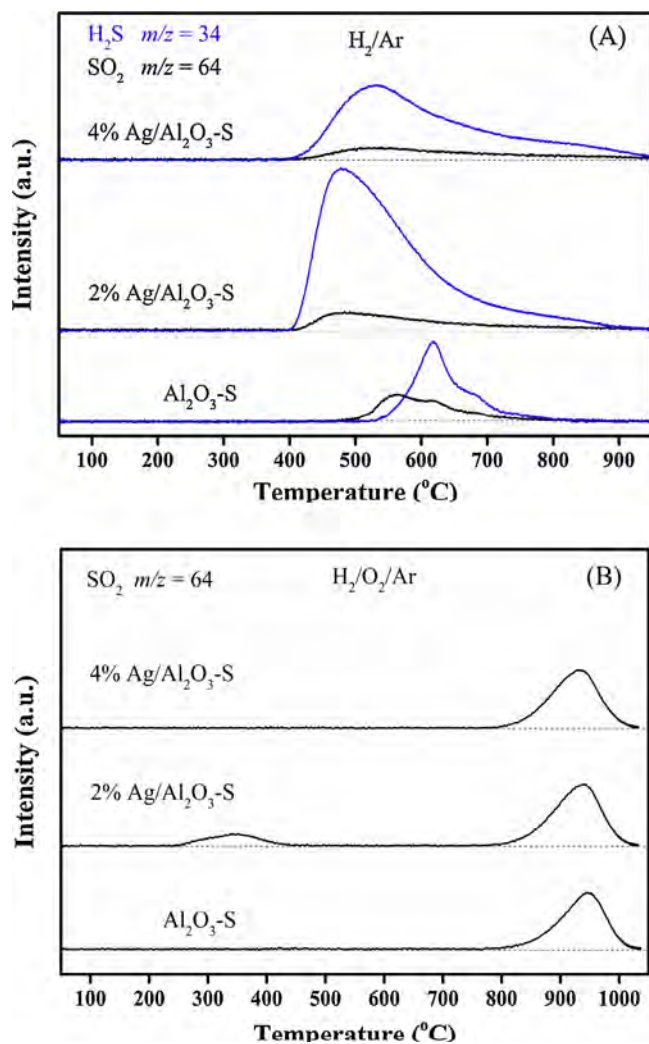 H₂S m/z = 34
H₂/Ar
(A)
SO₂ m/z = 64
4% Ag/Al₂O₃-S
2% Ag/Al₂O₃-S
Al₂O₃-S
Intensity (a.u.)
100 200 300 400 500 600 700 800 900
Temperature (°C)
SO₂ m/z = 64
H₂/O₂/Ar
(B)
4% Ag/Al₂O₃-S
2% Ag/Al₂O₃-S
Al₂O₃-S
Intensity (a.u.)
100 200 300 400 500 600 700 800 900 1000
Temperature (°C)